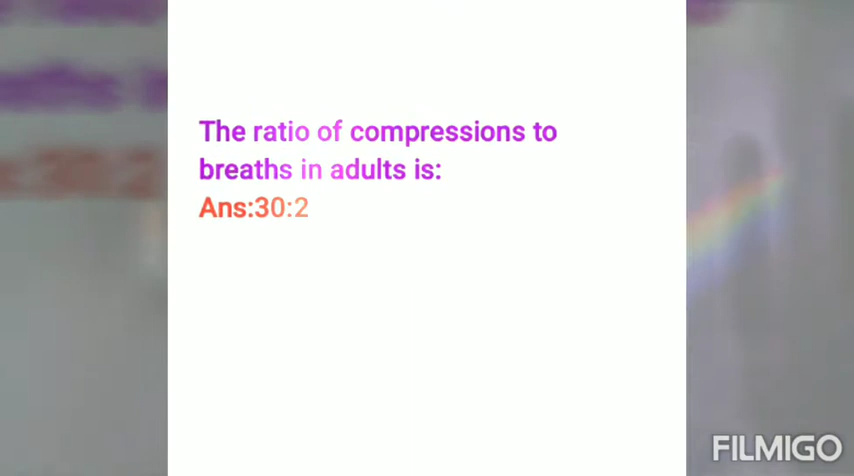 The ratio of compressions to
breaths in adults is:
Ans:30:2
FILMIGO